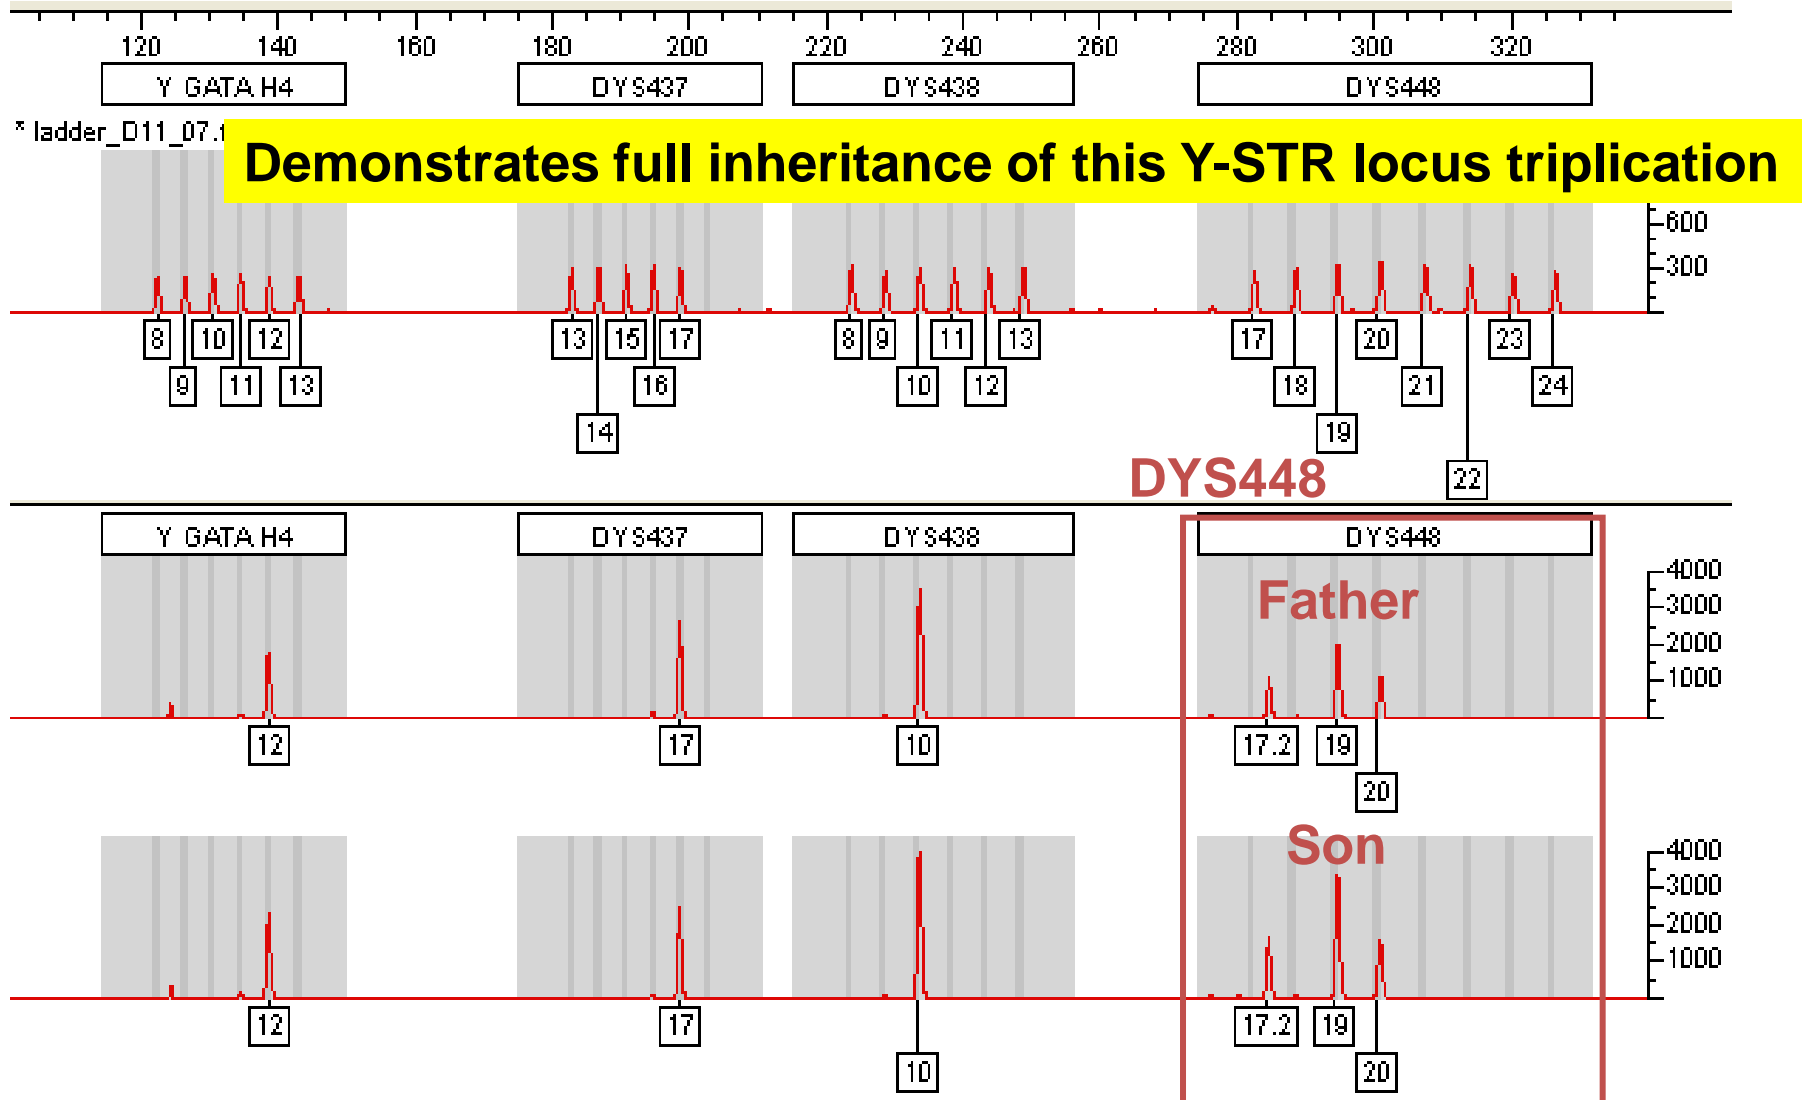 120 140 160 180 200 220 240 260 280 300 320
Y GATA H4 DYS437 DYS438 DYS448
ladder_D11_07.
Demonstrates full inheritance of this Y-STR locus triplication
600
300
8 10 12 13 15 17 8 9 11 13 17 20 23
9 11 13 16 10 12 18 21 24
14 19
22
DYS448
Y GATA H4 DYS437 DYS438 DYS448
Father
4000
3000
2000
1000
12 17 10 17.2 19
20
Son
4000
3000
2000
1000
12 17 17.2 19
10 20